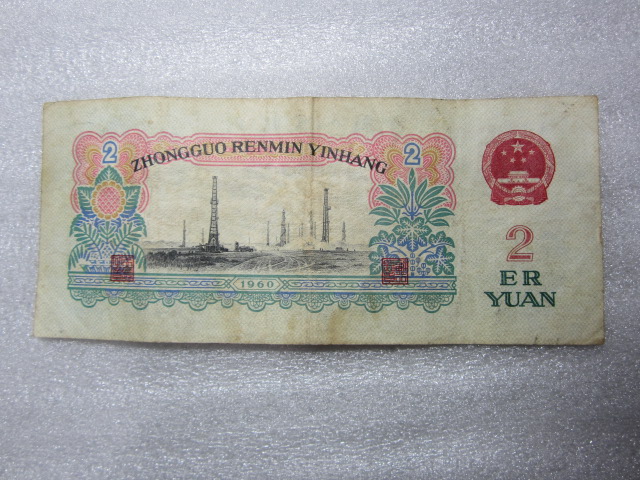 2 ZHONGGUO RENMIN YINHANG 2
1960
2
ER
YUAN